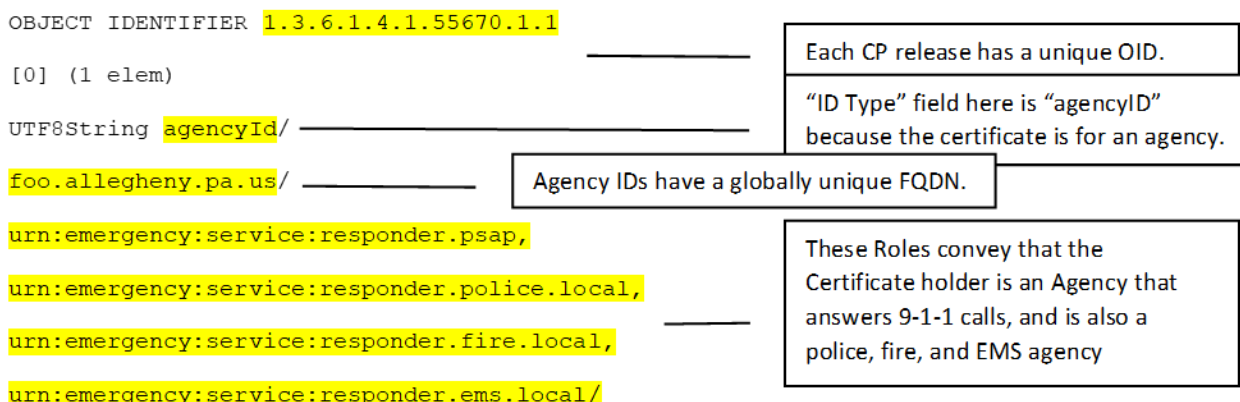 OBJECT IDENTIFIER 1.3.6.1.4.1.55670.1.1
Each CP release has a unique OID.
[0] (1 elem)
"ID Type" field here is "agencyID"
because the certificate is for an agency.
UTF8String agencyId/
foo.allegheny.pa.us/
Agency IDs have a globally unique FQDN.
urn:emergency:service:responder.psap,
urn:emergency:service:responder.police.local,
urn:emergency:service:responder.fire.local,
urn:emergency:service:responder.ems.local/
These Roles convey that the
Certificate holder is an Agency that
answers 9-1-1 calls, and is also a
police, fire, and EMS agency